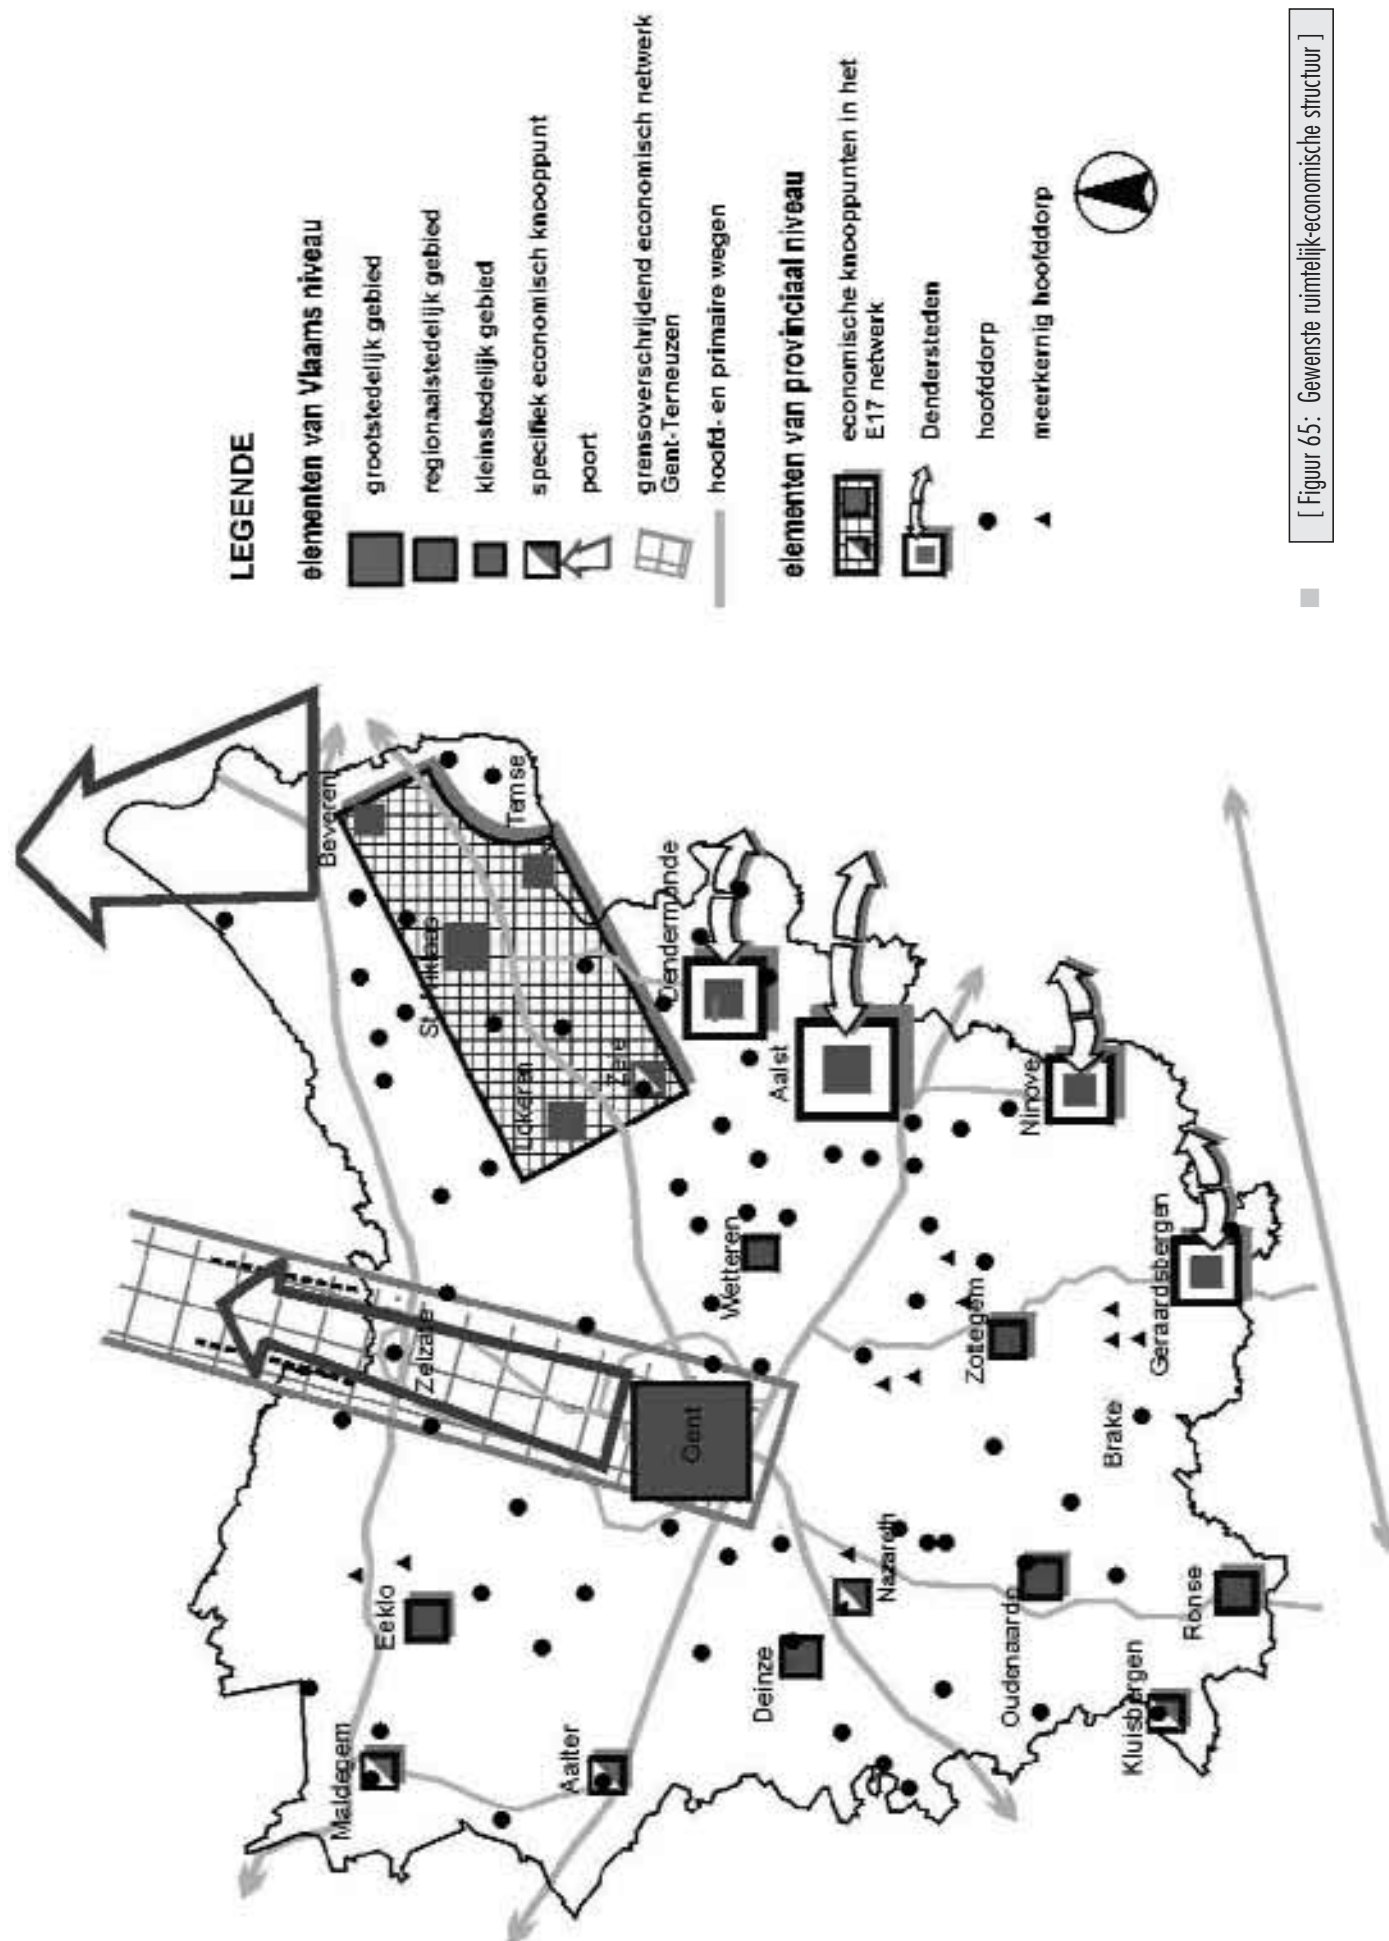 LEGENDE
elementen van Vlaams niveau
grootstedelijk gebied
regionaalstedelijk gebied
kleinstedelijk gebied
specifiek economisch knooppunt
poort
grensoverschrijdend economisch netwerk
Gent-Terneuzen
hoofd- en primaire wegen
elementen van provinciaal niveau
economische knooppunten in het
E17 netwerk
Dendersteden
hoofddorp
meerkernig hoofddorp
Beveren
Temse
St. Niklaas
Lokeren
Zele
Dendermonde
Zelzate
Maldegem
Eeklo
Aalter
Gent
Wetteren
Aalst
Deinze
Nazareth
Ninove
Zottegem
Oudenaarde
Brake
Geraardsbergen
Kluisbergen
Ronse
[ Figuur 65: Gewenste ruimtelijk-economische structuur ]